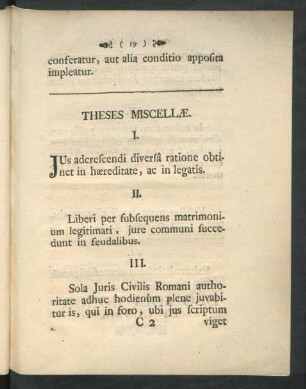 ( 19 )
conferatur, aut alia conditio apposita
impleatur.
THESES MISCELLÆ.
I.
JUs adcrescendi diversâ ratione obti-
net in hæreditate, ac in legatis.
II.
Liberi per subsequens matrimoni-
um legitimati, jure communi succe-
dunt in feudalibus.
III.
Sola Juris Civilis Romani autho-
ritate adhuc hodienùm plene juvabi-
tur is, qui in foro, ubi jus scriptum
C 2 viget